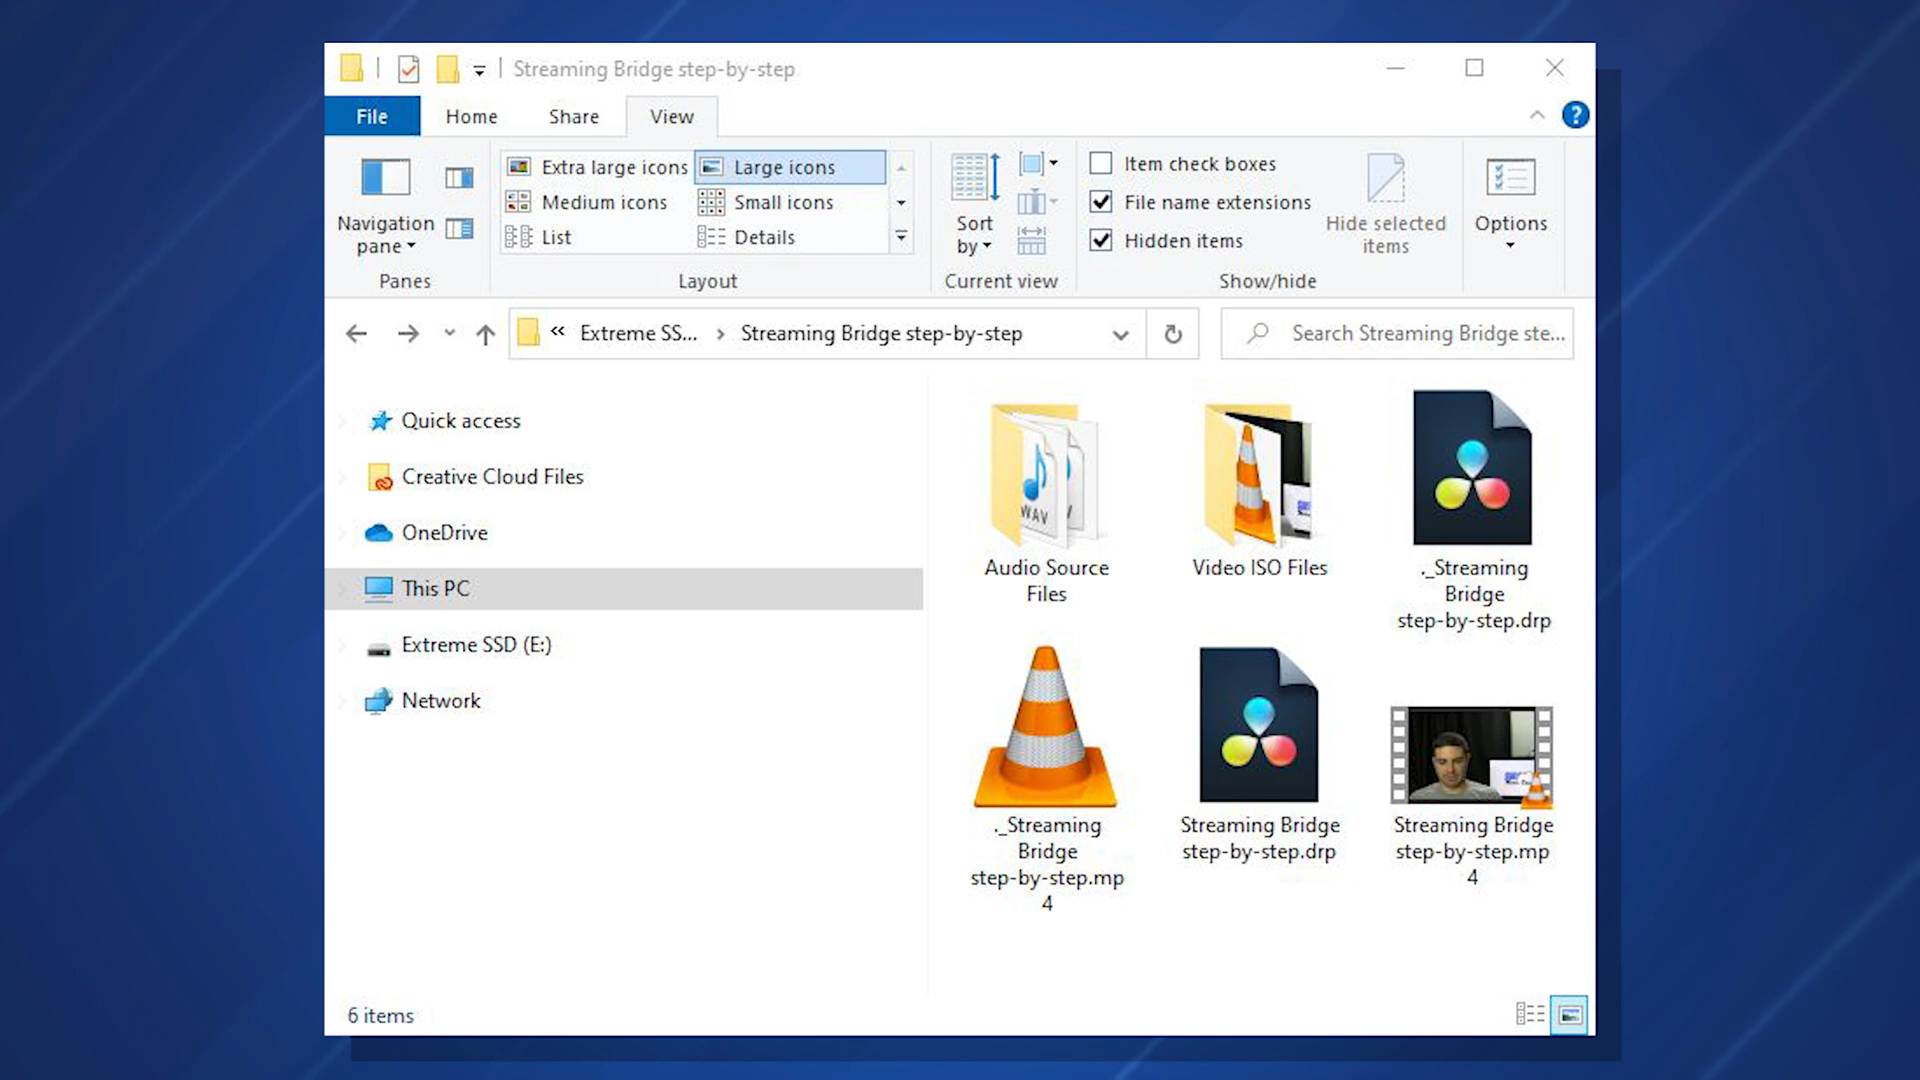 Streaming Bridge step-by-step
File Home Share View
Extra large icons Large icons
Medium icons Small icons
List Details
Navigation
pane
Panes
Layout
Sort
by
Current view
Item check boxes
File name extensions
Hidden items
Hide selected
items
Show/hide
Options
« Extreme SS... › Streaming Bridge step-by-step
Search Streaming Bridge ste...
Quick access
Creative Cloud Files
OneDrive
This PC
Extreme SSD (E:)
Network
WAV
Audio Source
Files
Video ISO Files
._Streaming
Bridge
step-by-step.drp
._Streaming
Bridge
step-by-step.mp
4
Streaming Bridge
step-by-step.drp
Streaming Bridge
step-by-step.mp
4
6 items